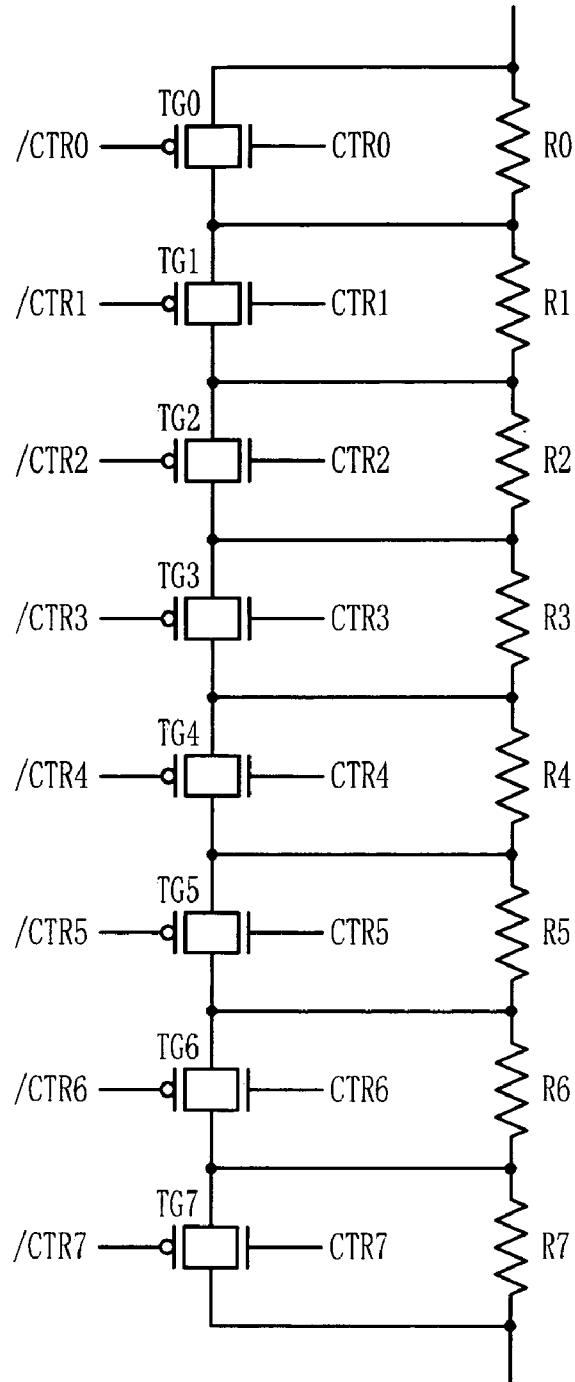 TG0
/CTR0 CTR0 R0
TG1
/CTR1 CTR1 R1
TG2
/CTR2 CTR2 R2
TG3
/CTR3 CTR3 R3
TG4
/CTR4 CTR4 R4
TG5
/CTR5 CTR5 R5
TG6
/CTR6 CTR6 R6
TG7
/CTR7 CTR7 R7